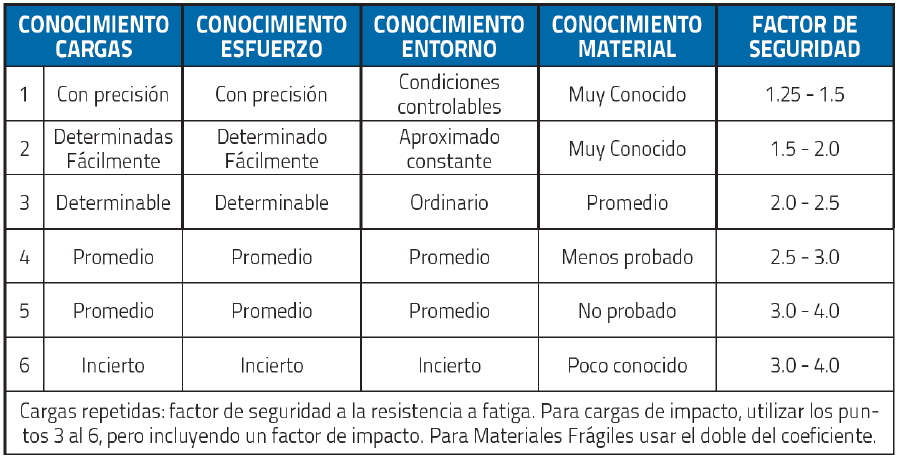 CONOCIMIENTO CARGAS CONOCIMIENTO ESFUERZO CONOCIMIENTO ENTORNO CONOCIMIENTO MATERIAL FACTOR DE SEGURIDAD
1 Con precisión Con precisión Condiciones controlables Muy Conocido 1.25 - 1.5
2 Determinadas Fácilmente Determinado Fácilmente Aproximado constante Muy Conocido 1.5 - 2.0
3 Determinable Determinable Ordinario Promedio 2.0 - 2.5
4 Promedio Promedio Promedio Menos probado 2.5 - 3.0
5 Promedio Promedio Promedio No probado 3.0 - 4.0
6 Incierto Incierto Incierto Poco conocido 3.0 - 4.0
Cargas repetidas: factor de seguridad a la resistencia a fatiga. Para cargas de impacto, utilizar los pun-
tos 3 al 6, pero incluyendo un factor de impacto. Para Materiales Frágiles usar el doble del coeficiente.